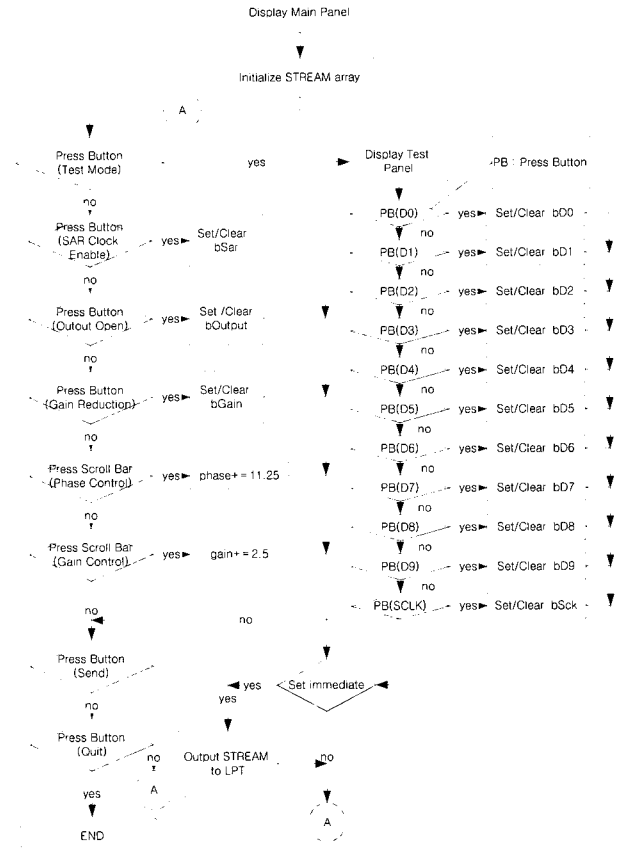 Display Main Panel
Initialize STREAM array
A
Press Button
(Test Mode)
yes
Display Test
Panel
PB : Press Button
no
Press Button
(SAR Clock
Enable)
yes
Set/Clear
bSar
no
Press Button
(Outout Open)
yes
Set /Clear
bOutput
no
Press Button
(Gain Reduction)
yes
Set/Clear
bGain
no
Press Scroll Bar
(Phase Control)
yes
phase+ = 11.25
no
Press Scroll Bar
(Gain Control)
yes
gain+ = 2.5
no
PB(D0) yes Set/Clear bD0
no
PB(D1) yes Set/Clear bD1
no
PB(D2) yes Set/Clear bD2
no
PB(D3) yes Set/Clear bD3
no
PB(D4) yes Set/Clear bD4
no
PB(D5) yes Set/Clear bD5
no
PB(D6) yes Set/Clear bD6
no
PB(D7) yes Set/Clear bD7
no
PB(D8) yes Set/Clear bD8
no
PB(D9) yes Set/Clear bD9
no
PB(SCLK) yes Set/Clear bSck
no
Press Button
(Send)
yes
yes
Set immediate
no
Press Button
(Quit)
no
A
Output STREAM
to LPT
no
A
yes
END